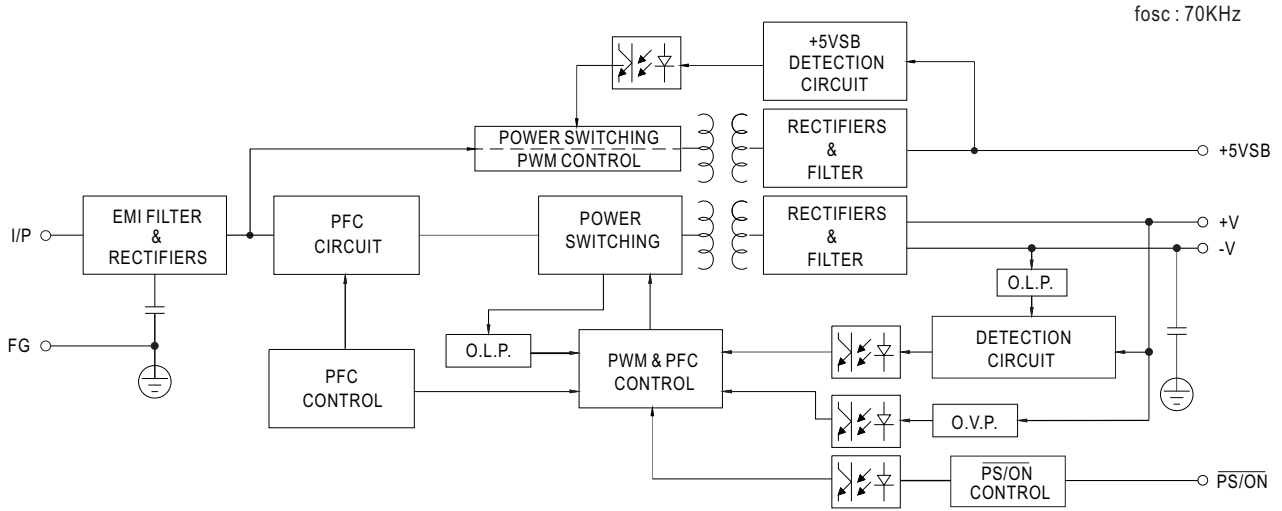 fosc : 70KHz
+5VSB
DETECTION
CIRCUIT
POWER SWITCHING
PWM CONTROL
RECTIFIERS
&
FILTER
+5VSB
I/P
EMI FILTER
&
RECTIFIERS
PFC
CIRCUIT
POWER
SWITCHING
RECTIFIERS
&
FILTER
+V
-V
O.L.P.
FG
O.L.P.
DETECTION
CIRCUIT
PFC
CONTROL
PWM & PFC
CONTROL
O.V.P.
PS/ON
CONTROL
PS/ON